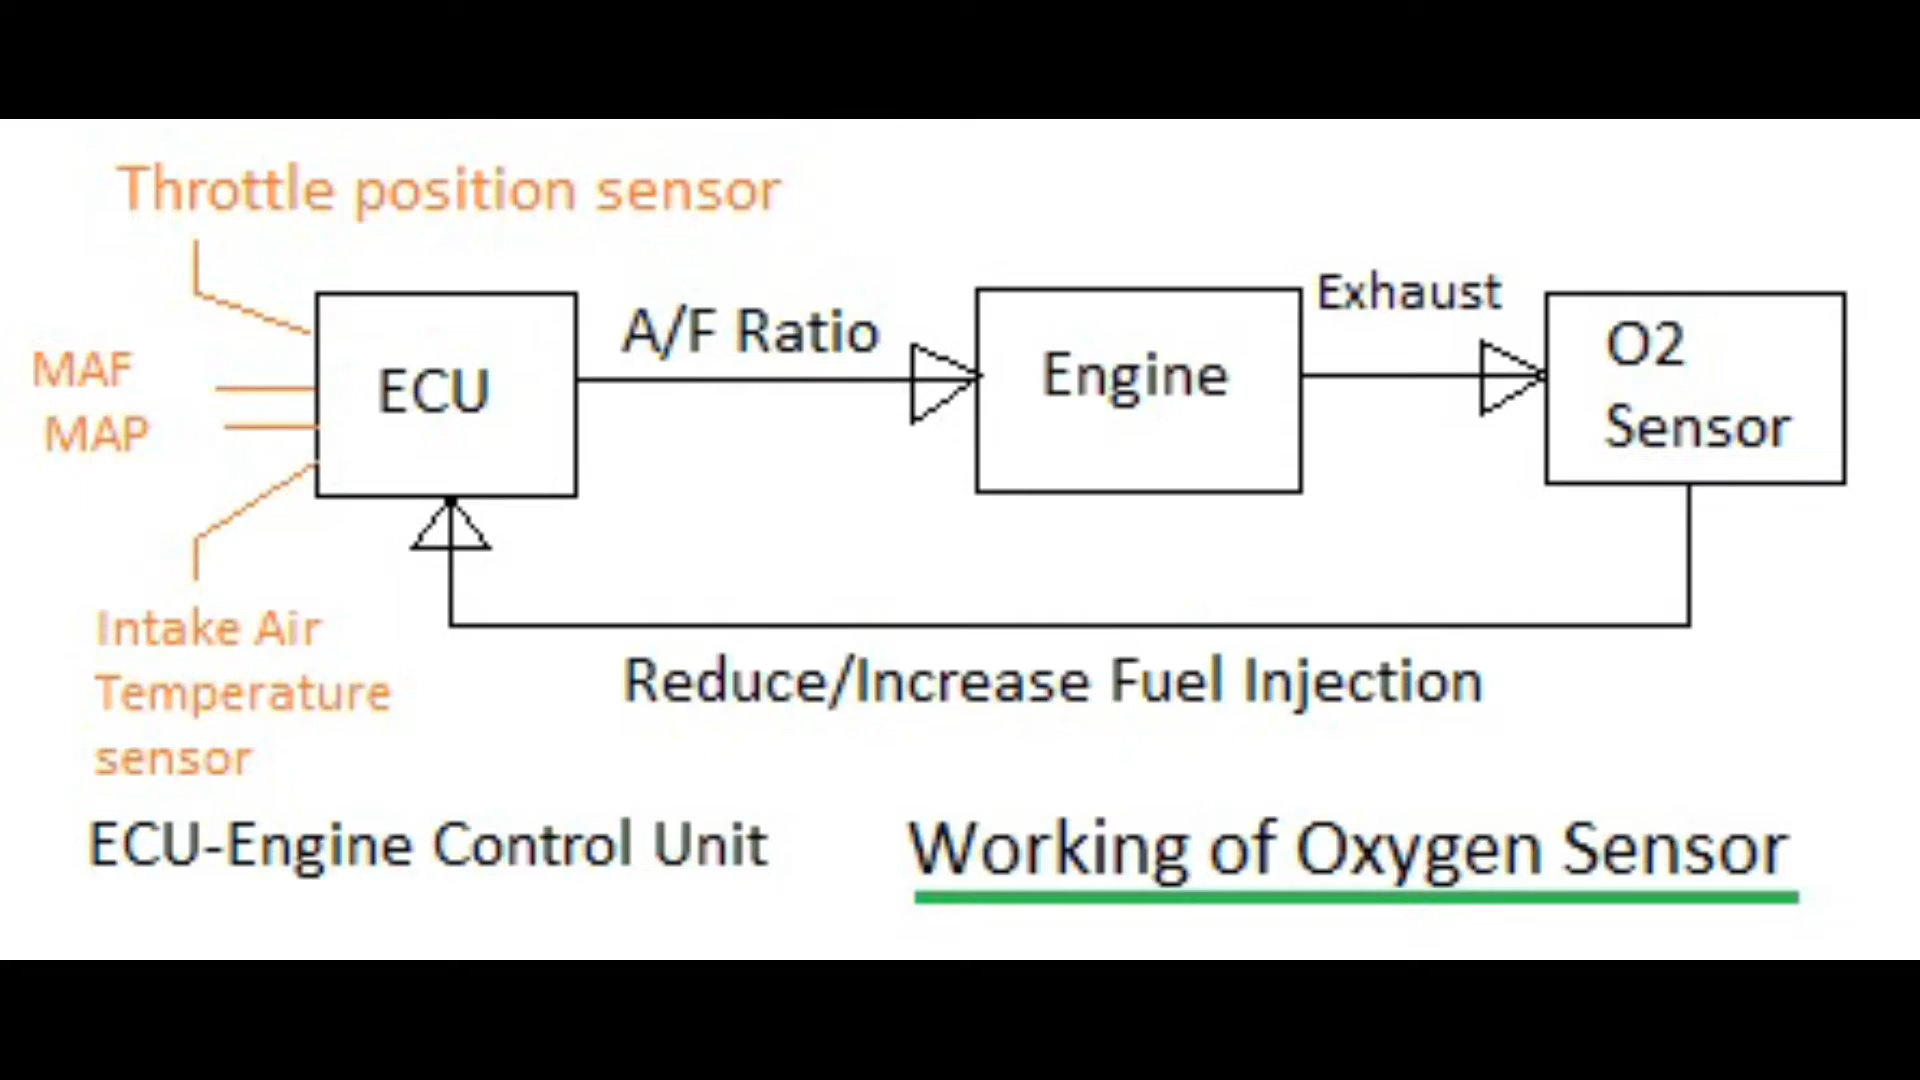 Throttle position sensor
MAF
MAP
Intake Air
Temperature
sensor
ECU
A/F Ratio
Engine
Exhaust
O2
Sensor
Reduce/Increase Fuel Injection
ECU-Engine Control Unit
Working of Oxygen Sensor